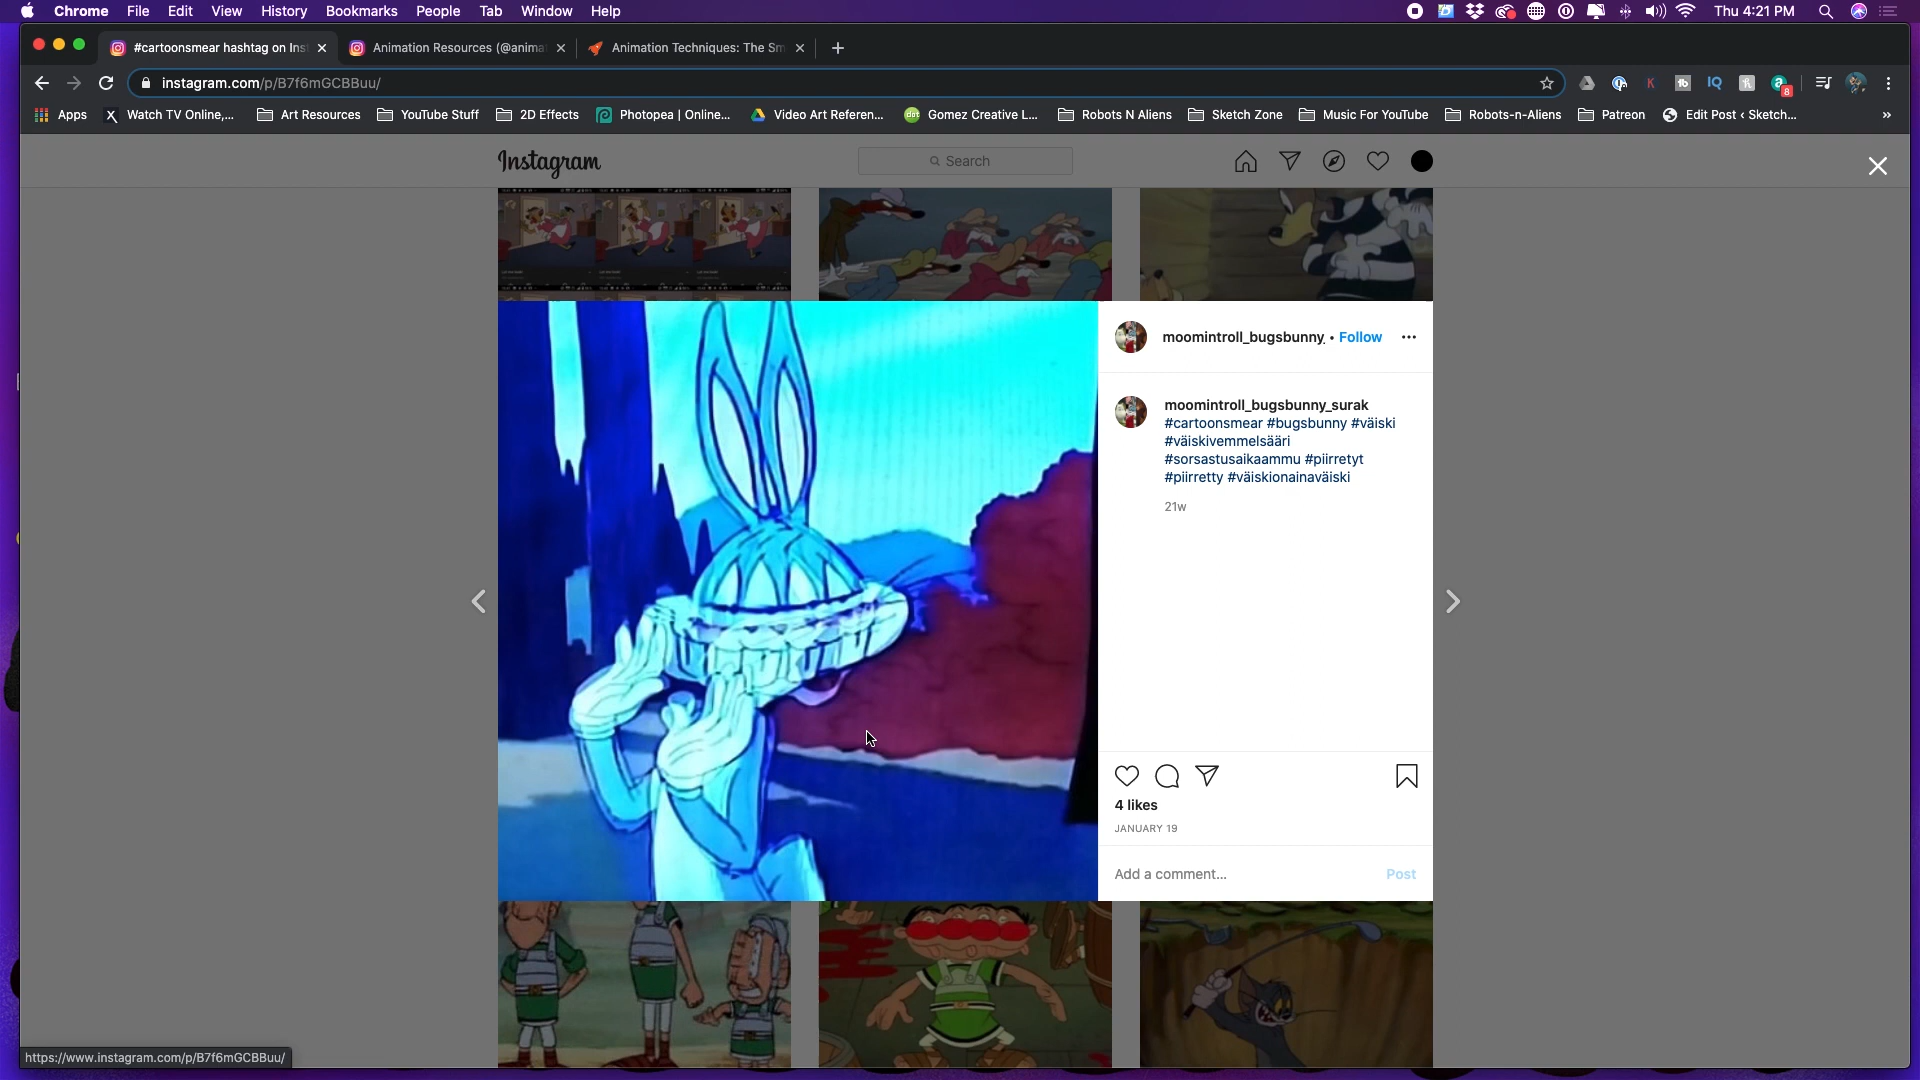 Chrome File Edit View History Bookmarks People Tab Window Help Thu 4:21 PM
#cartoonsmear hashtag on Ins Animation Resources (@anima Animation Techniques: The Sm
instagram.com/p/B7f6mGCBBuu/
Apps Watch TV Online,... Art Resources YouTube Stuff 2D Effects Photopea | Online... Video Art Referen... Gomez Creative L... Robots N Aliens Sketch Zone Music For YouTube Robots-n-Aliens Patreon Edit Post ‹ Sketch... »
Instagram Search
moomintroll_bugsbunny_ • Follow
moomintroll_bugsbunny_surak
#cartoonsmear #bugsbunny #väiski
#väiskivemmelsääri
#sorsastusaikaammu #piirretyt
#piirretty #väiskionainaväiski
21w
4 likes
JANUARY 19
Add a comment... Post
https://www.instagram.com/p/B7f6mGCBBuu/